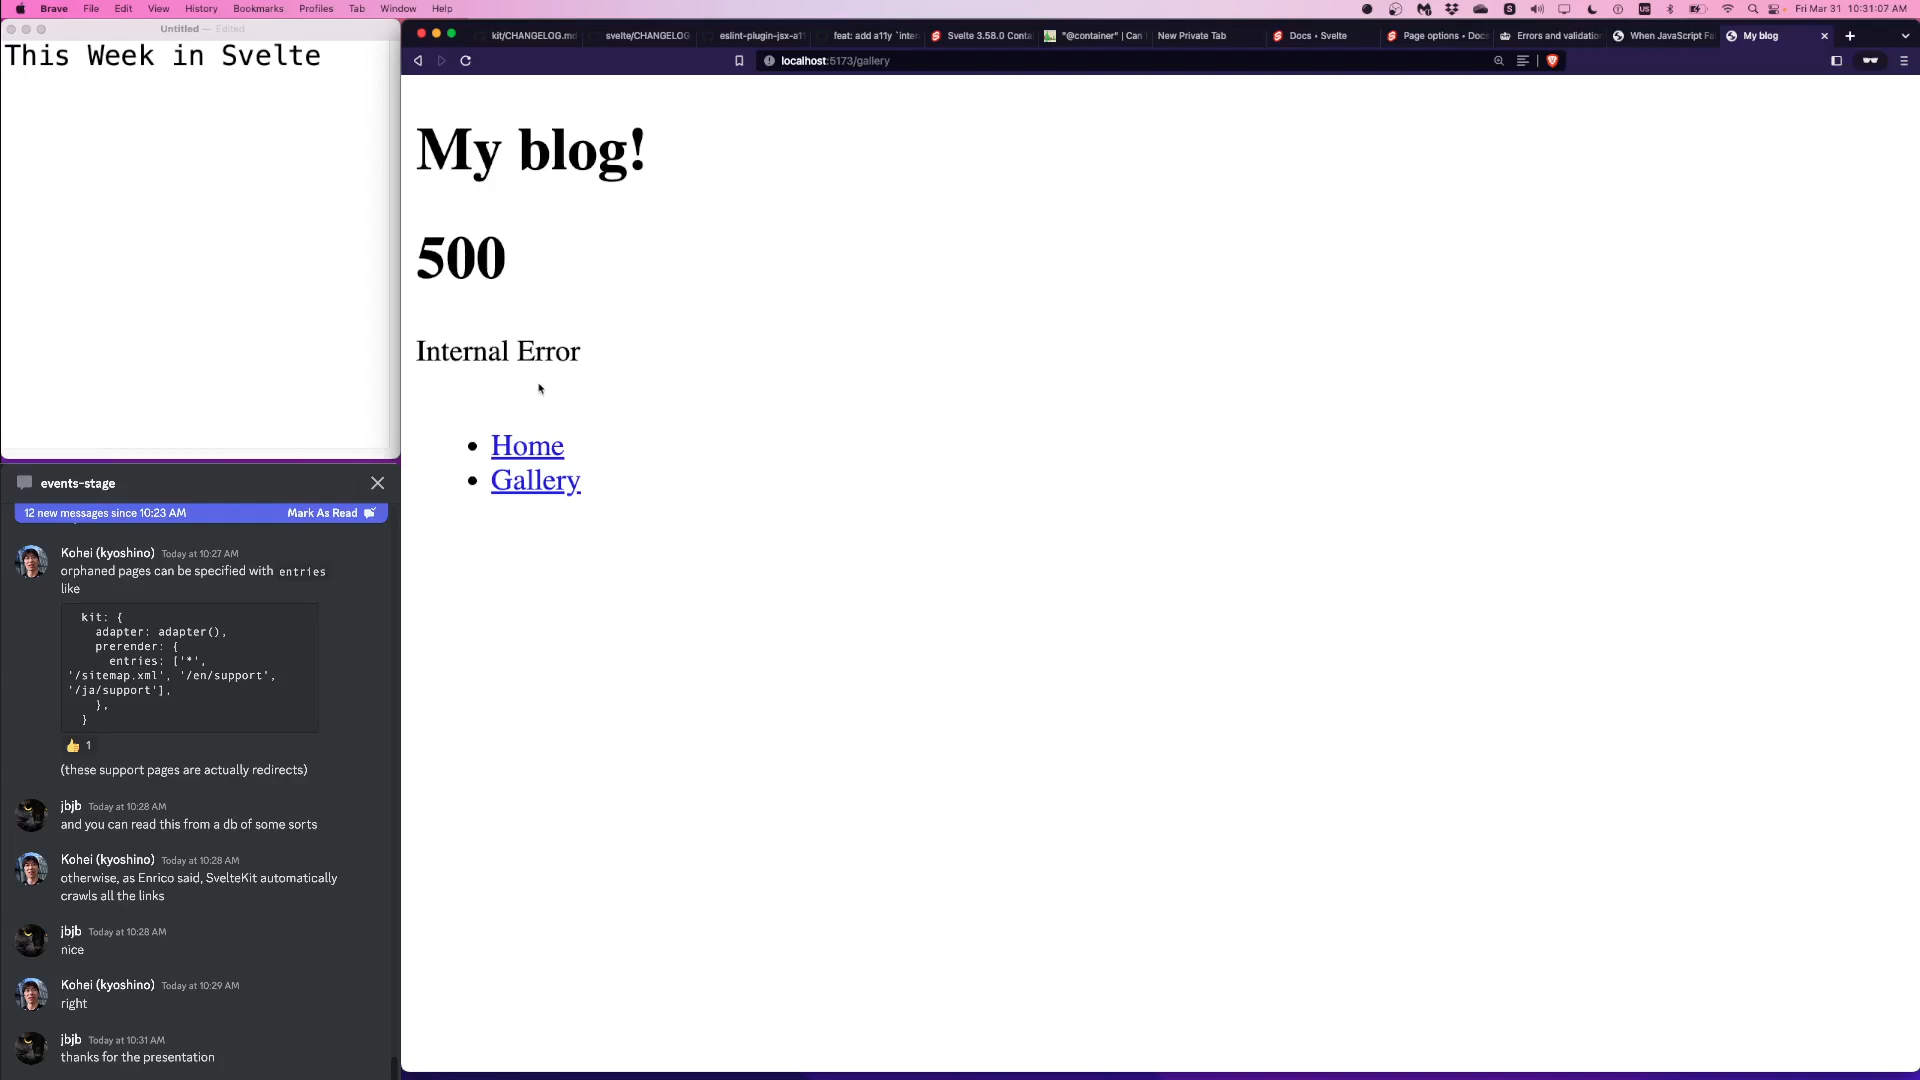 Brave File Edit View History Bookmarks Profiles Tab Window Help
Fri Mar 31 10:31:07 AM
Untitled — Edited
This Week in Svelte
kit/CHANGELOG.md
svelte/CHANGELOG
eslint-plugin-jsx-a11
feat: add a11y `inter
Svelte 3.58.0 Conta
"@container" | Can
New Private Tab
Docs • Svelte
Page options • Docs
Errors and validation
When JavaScript Fa
My blog
localhost:5173/gallery
My blog!
500
Internal Error
Home
Gallery
events-stage
12 new messages since 10:23 AM Mark As Read
Kohei (kyoshino) Today at 10:27 AM
orphaned pages can be specified with entries
like
kit: {
adapter: adapter(),
prerender: {
entries: ['*',
'/sitemap.xml', '/en/support',
'/ja/support'],
},
}
1
(these support pages are actually redirects)
jbjb Today at 10:28 AM
and you can read this from a db of some sorts
Kohei (kyoshino) Today at 10:28 AM
otherwise, as Enrico said, SvelteKit automatically
crawls all the links
jbjb Today at 10:28 AM
nice
Kohei (kyoshino) Today at 10:29 AM
right
jbjb Today at 10:31 AM
thanks for the presentation